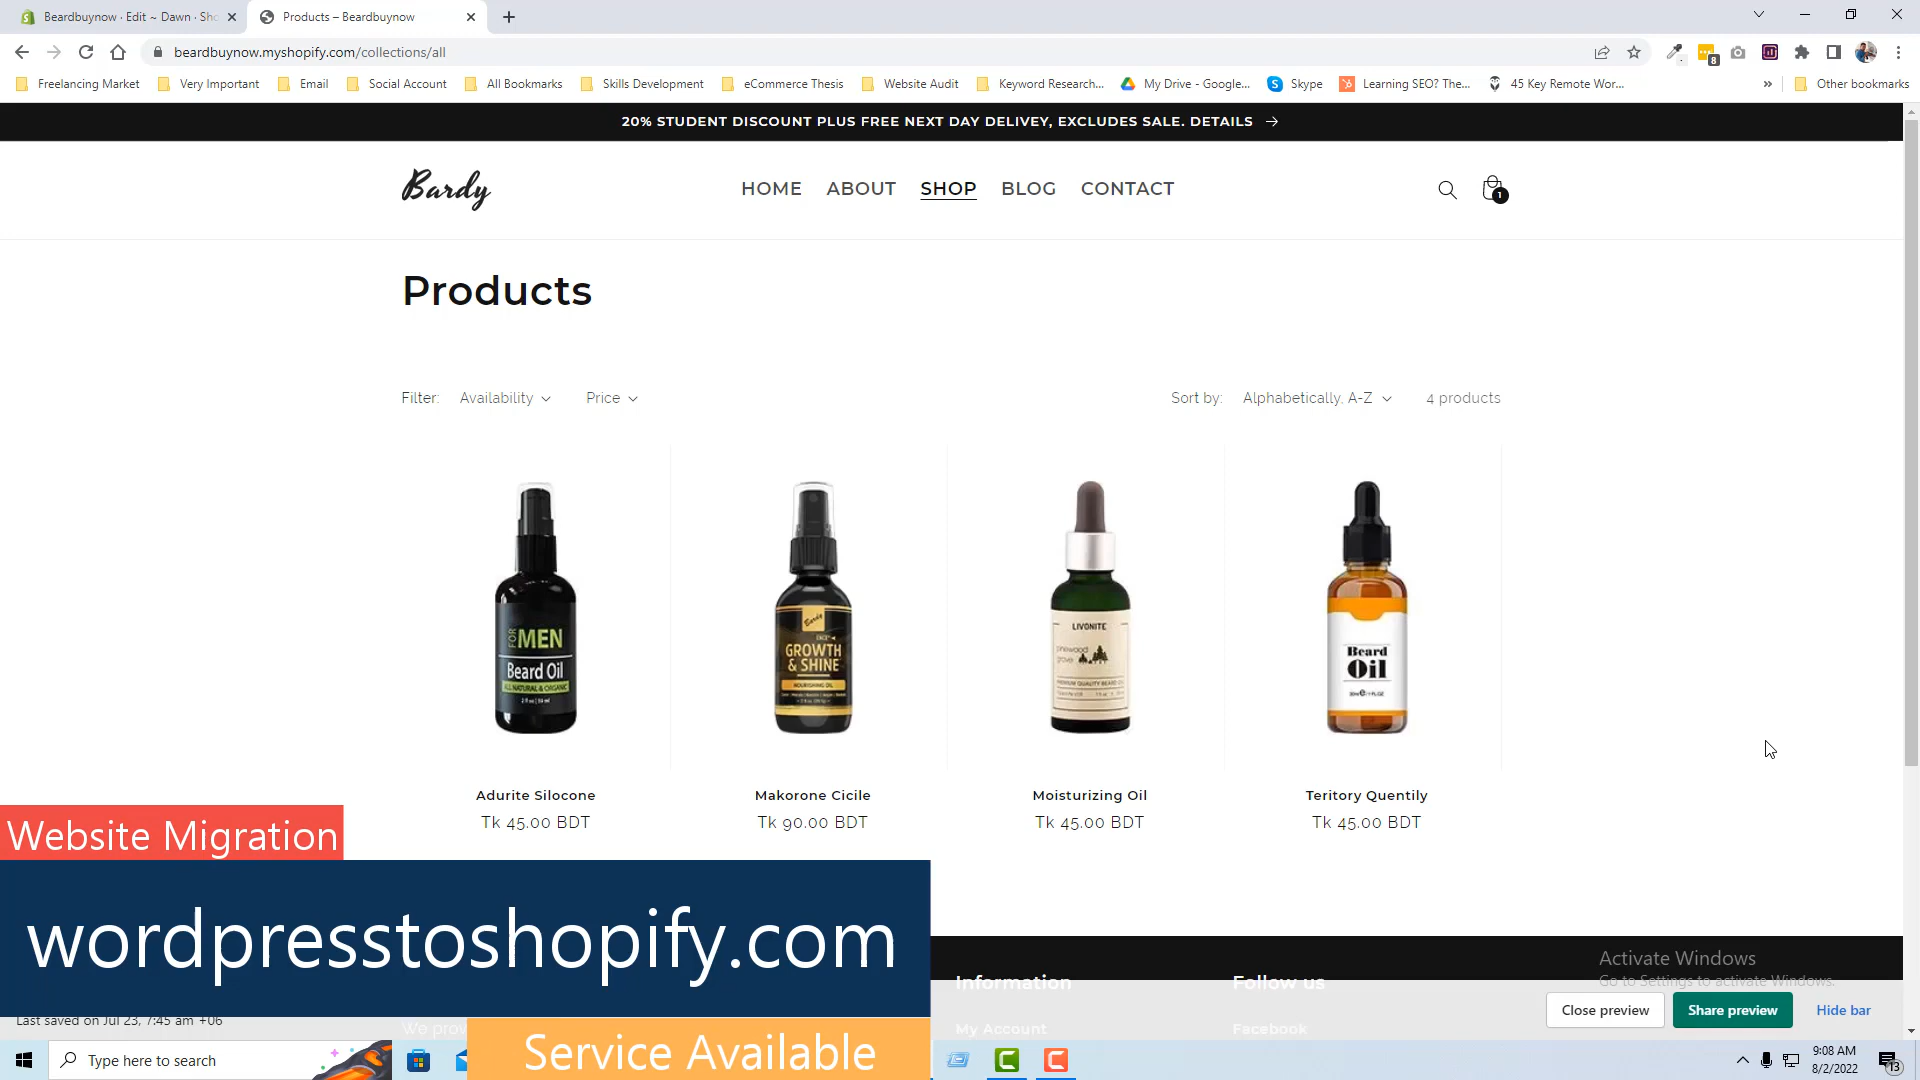 Beardbuynow · Edit ~ Dawn · Sho
Products – Beardbuynow
beardbuynow.myshopify.com/collections/all
8
Freelancing Market
Very Important
Email
Social Account
All Bookmarks
Skills Development
eCommerce Thesis
Website Audit
Keyword Research...
My Drive - Google...
Skype
Learning SEO? The...
45 Key Remote Wor...
»
Other bookmarks
20% STUDENT DISCOUNT PLUS FREE NEXT DAY DELIVEY, EXCLUDES SALE. DETAILS →
Bardy
HOME
ABOUT
SHOP
BLOG
CONTACT
1
Products
Filter:
Availability
Price
Sort by:
Alphabetically, A-Z
4 products
FOR MEN
Beard Oil
ALL NATURAL & ORGANIC
Bardy
GROWTH
& SHINE
NOURISHING OIL
LIVONITE
pinewood
grove
PREMIUM QUALITY BEARD OIL
Beard
Oil
Adurite Silocone
Makorone Cicile
Moisturizing Oil
Teritory Quentily
Tk 45.00 BDT
Tk 90.00 BDT
Tk 45.00 BDT
Tk 45.00 BDT
Website Migration
wordpresstoshopify.com
Service Available
Information
Follow us
Activate Windows
Go to Settings to activate Windows.
Close preview
Share preview
Hide bar
Last saved on Jul 23, 7:45 am +06
We prov
My Account
Facebook
Type here to search
9:08 AM
8/2/2022
13